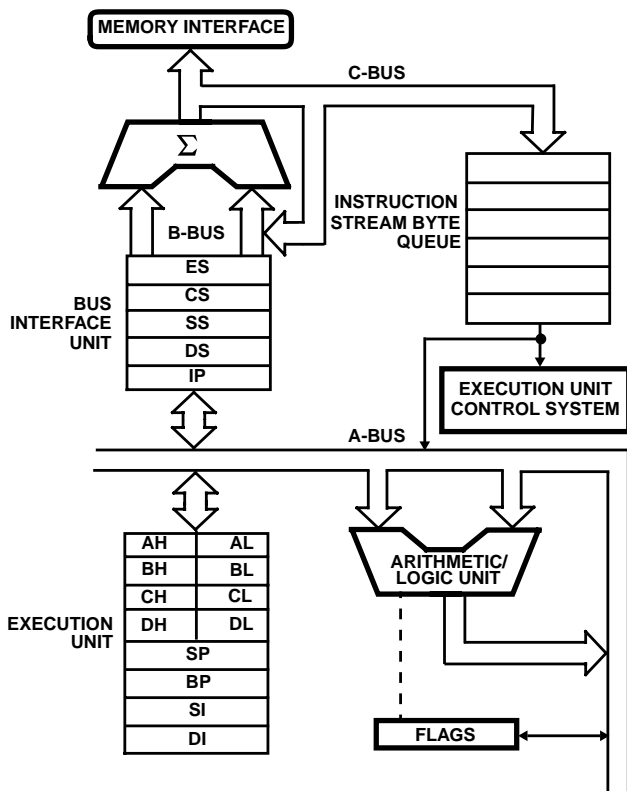 MEMORY INTERFACE
C-BUS
Σ
INSTRUCTION
STREAM BYTE
QUEUE
B-BUS
ES
CS
SS
DS
IP
BUS
INTERFACE
UNIT
EXECUTION UNIT
CONTROL SYSTEM
A-BUS
AH AL
BH BL
CH CL
DH DL
SP
BP
SI
DI
EXECUTION
UNIT
ARITHMETIC/
LOGIC UNIT
FLAGS